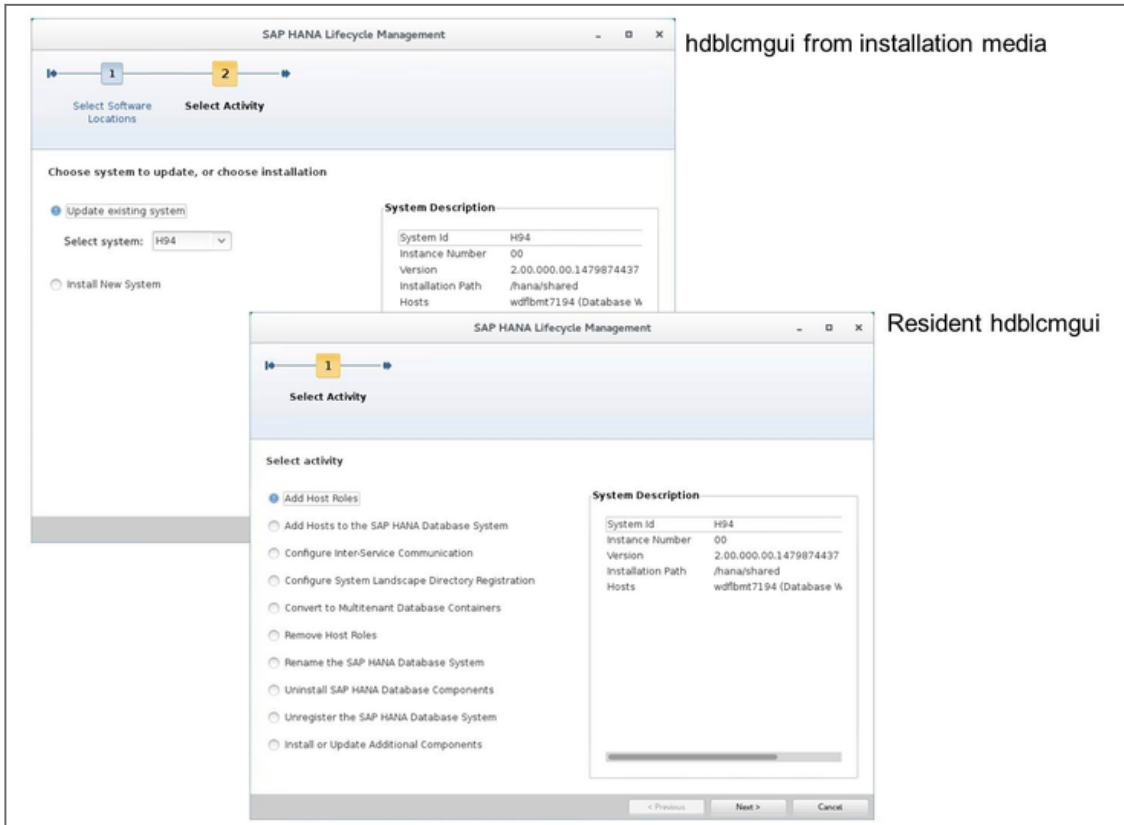 SAP HANA Lifecycle Management
hdblcmgui from installation media
1
2
Select Software
Locations
Select Activity
Choose system to update, or choose installation
Update existing system
Select system: H94
Install New System
System Description
System Id H94
Instance Number 00
Version 2.00.000.00.1479874437
Installation Path /hana/shared
Hosts wdflbmt7194 (Database W
SAP HANA Lifecycle Management
Resident hdblcmgui
1
Select Activity
Select activity
Add Host Roles
Add Hosts to the SAP HANA Database System
Configure Inter-Service Communication
Configure System Landscape Directory Registration
Convert to Multitenant Database Containers
Remove Host Roles
Rename the SAP HANA Database System
Uninstall SAP HANA Database Components
Unregister the SAP HANA Database System
Install or Update Additional Components
System Description
System Id H94
Instance Number 00
Version 2.00.000.00.1479874437
Installation Path /hana/shared
Hosts wdflbmt7194 (Database W
< Previous
Next >
Cancel